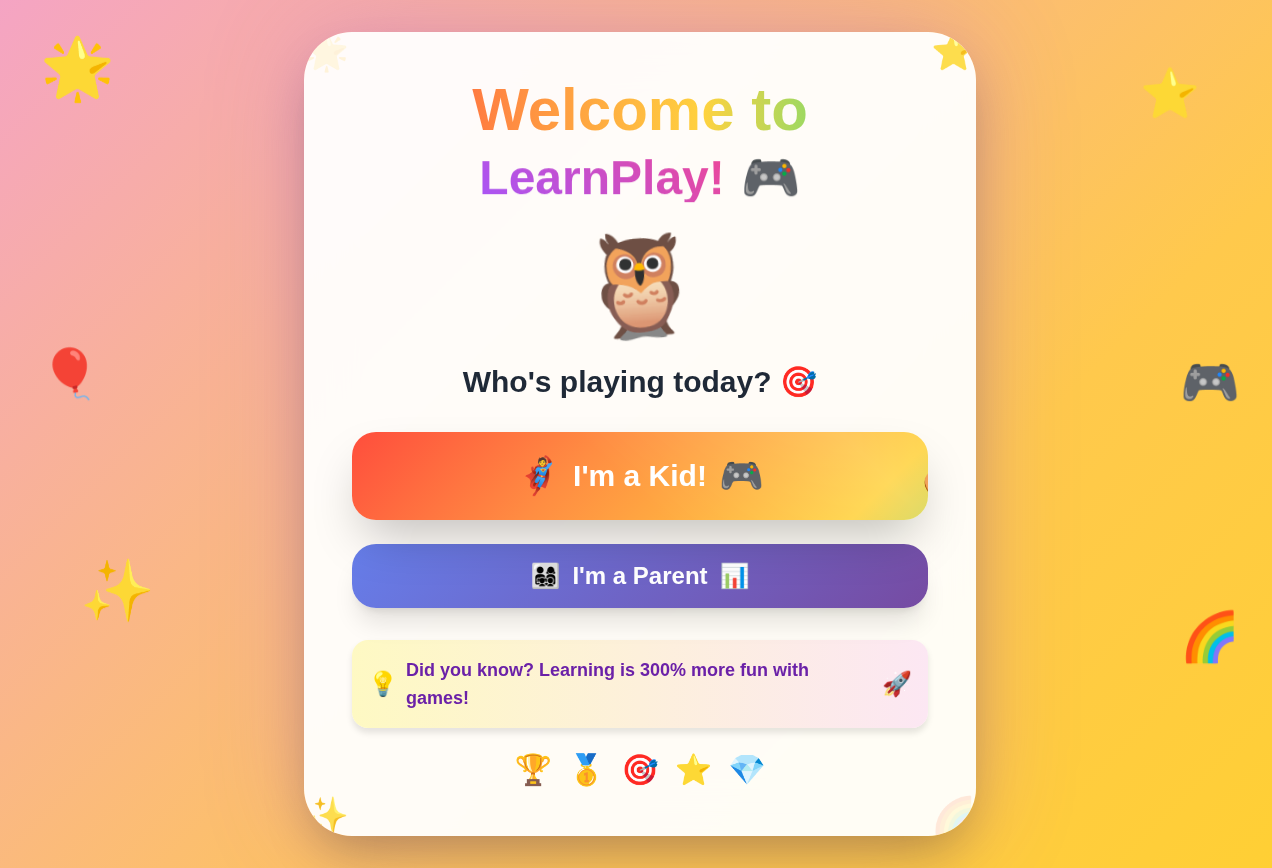 Welcome to
LearnPlay! 🎮
Who's playing today? 🎯
I'm a Kid!
I'm a Parent
Did you know? Learning is 300% more fun with
games!